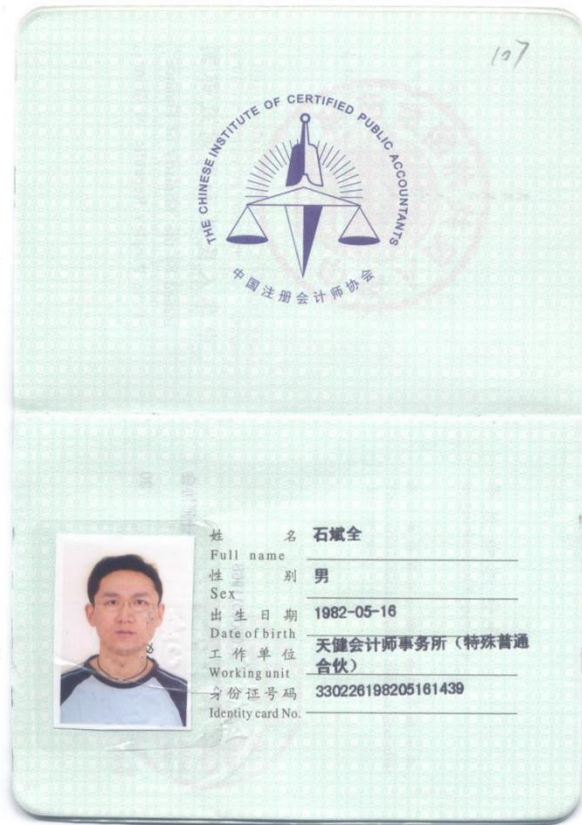 107
THE CHINESE INSTITUTE OF CERTIFIED PUBLIC ACCOUNTANTS
中国注册会计师协会
姓 名 石斌全
Full name
性 别 男
Sex
出生日期 1982-05-16
Date of birth
工作单位 天健会计师事务所（特殊普通
合伙）
Working unit
身份证号码 330226198205161439
Identity card No.